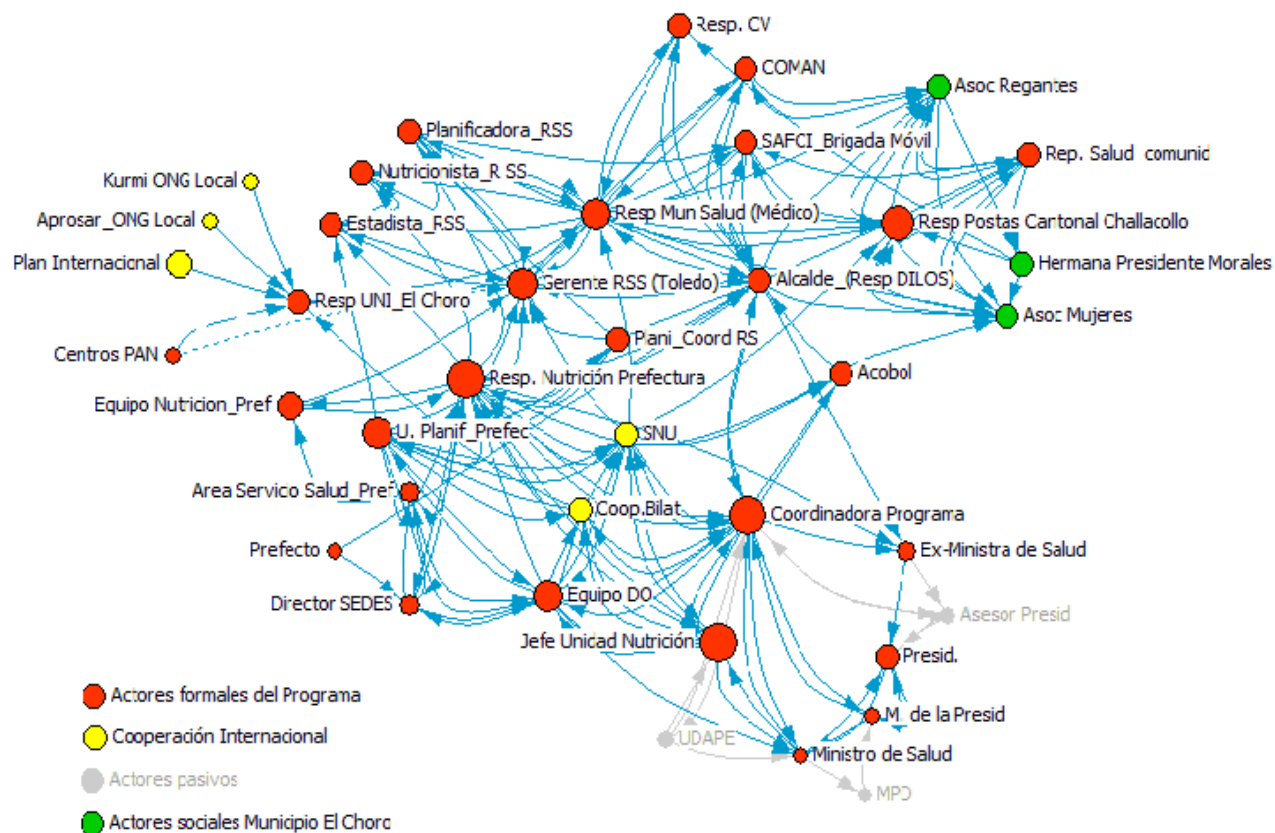 Resp. CV
COMAN
Asoc Regantes
Planificadora_RSS
SAFCI_Brigada Móvil
Rep. Salud comunid
Nutricionista_R SS
Kurmi ONG Local
Aprosar_ONG Local
Estadista_RSS
Resp Mun Salud (Médico)
Resp Postas Cantonal Challacollo
Plan Internacional
Hermana Presidente Morales
Gerente RSS (Toledo)
Alcalde_(Resp DILOS)
Resp UNI_El Choro
Asoc Mujeres
Plani_Coord RS
Centros PAN
Resp. Nutrición Prefectura
Acobol
Equipo Nutricion_Pref
U. Planif_Prefec
SNU
Area Servico Salud_Pref
Coop.Bilat
Coordinadora Programa
Prefecto
Ex-Ministra de Salud
Equipo DO
Director SEDES
Asesor Presid
Jefe Unidad Nutrición
Presid.
Actores formales del Programa
M. de la Presid
Cooperación Internacional
UDAPE
Ministro de Salud
Actores pasivos
MPD
Actores sociales Municipio El Choro